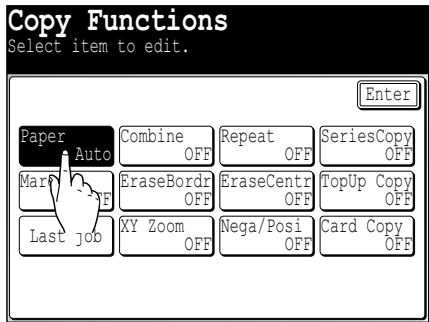 Copy Functions
Select item to edit.
Enter
Paper Combine Repeat SeriesCopy
Auto OFF OFF OFF
EraseBordr EraseCentr TopUp Copy
OFF OFF OFF
Last job XY Zoom Nega/Posi Card Copy
OFF OFF OFF